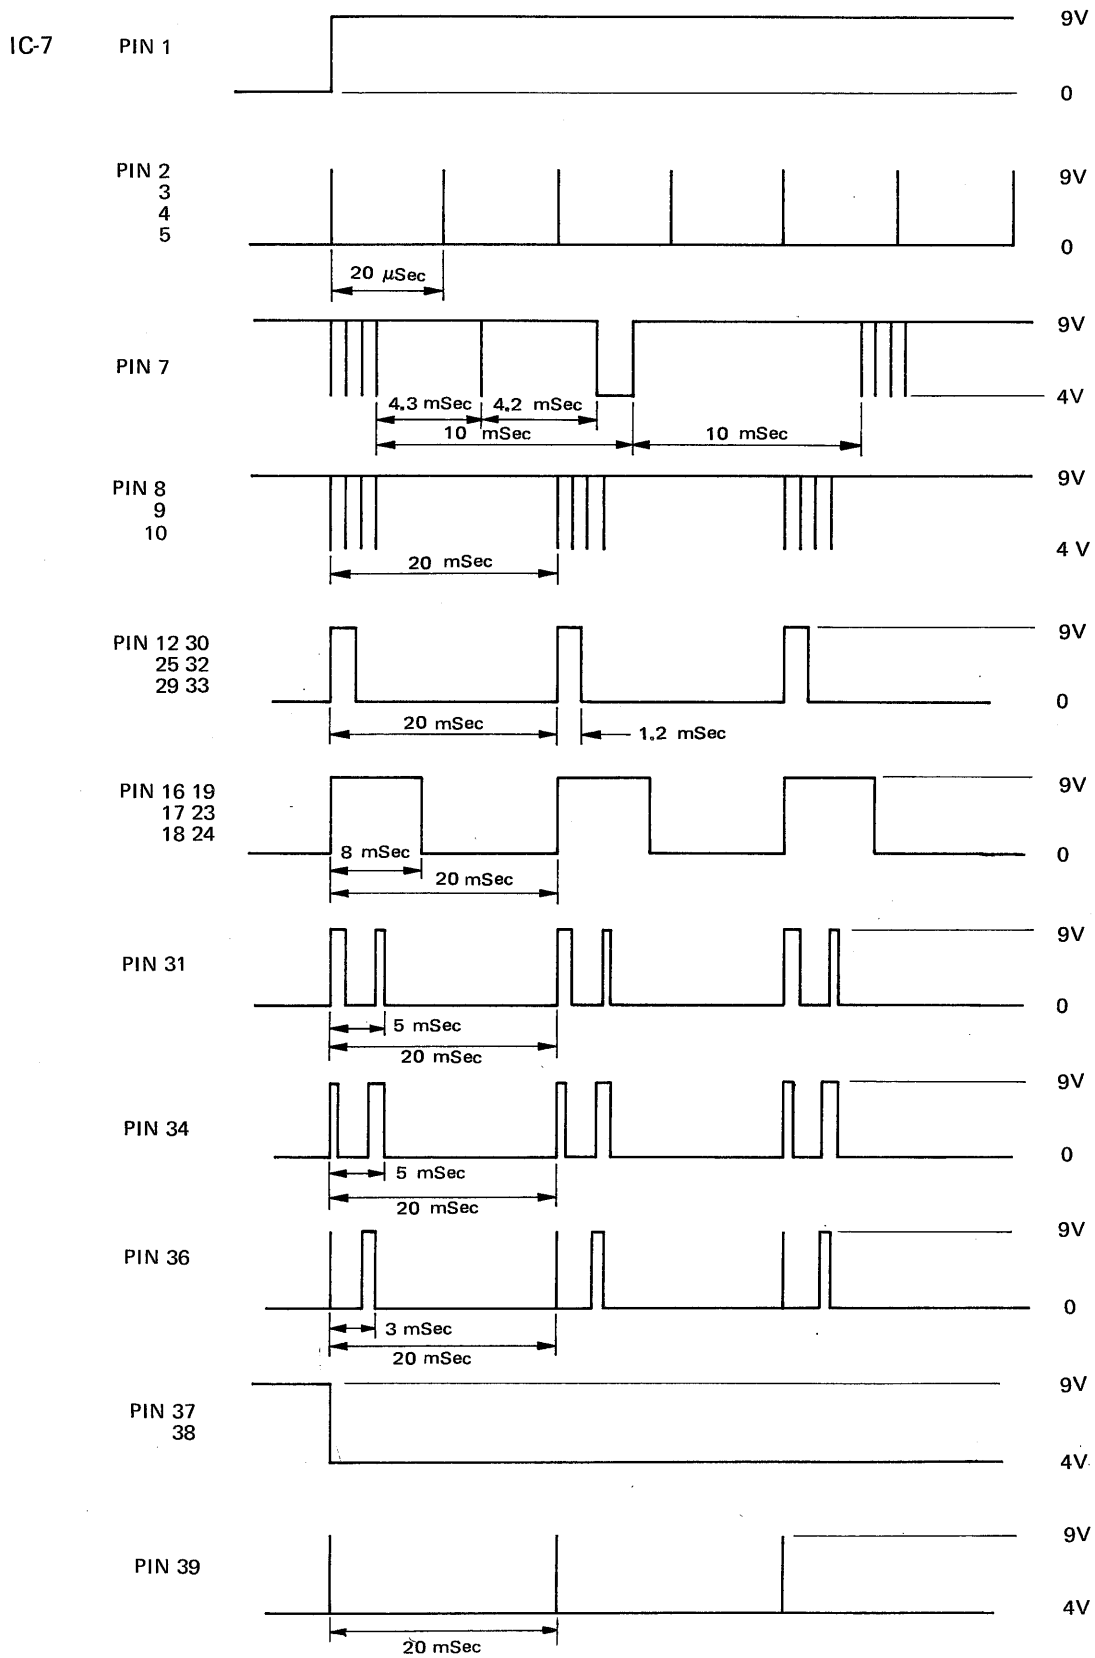 IC-7 PIN 1 9V
0
PIN 2 9V
3
4
5 0
20 μSec
9V
PIN 7
4V
4.3 mSec 4.2 mSec
10 mSec 10 mSec
PIN 8 9V
9
10
4 V
20 mSec
PIN 12 30 9V
25 32
29 33
0
20 mSec 1.2 mSec
PIN 16 19 9V
17 23
18 24
8 mSec 0
20 mSec
9V
PIN 31
0
5 mSec
20 mSec
9V
PIN 34
0
5 mSec
20 mSec
9V
PIN 36
0
3 mSec
20 mSec
9V
PIN 37
38
4V
9V
PIN 39
4V
20 mSec